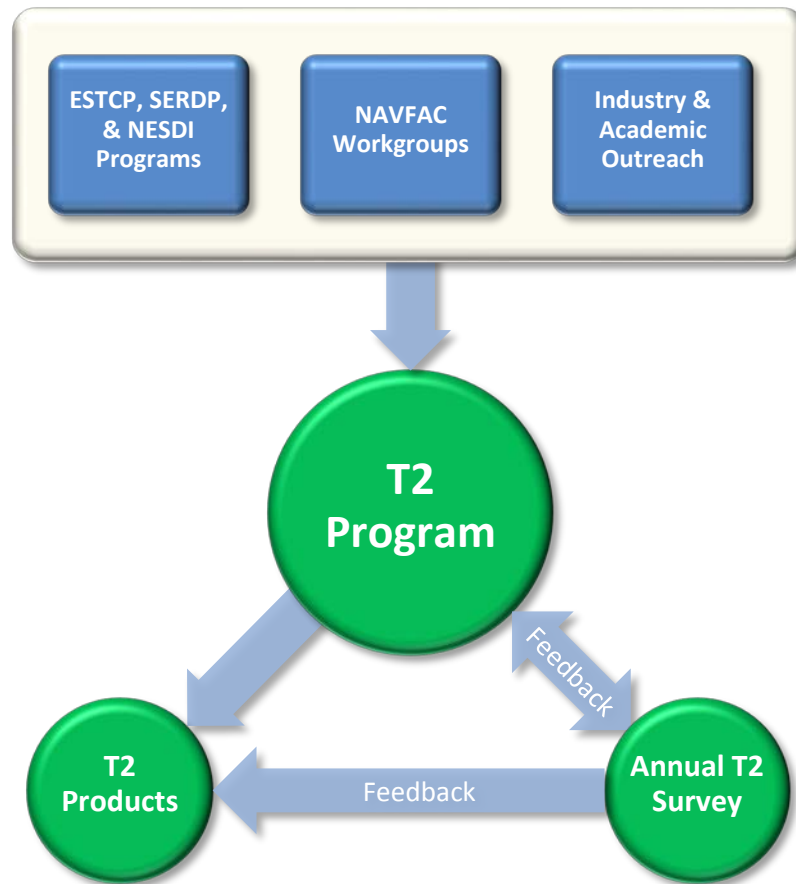 ESTCP, SERDP,
& NESDI
Programs
NAVFAC
Workgroups
Industry &
Academic
Outreach
T2
Program
Feedback
T2
Products
Feedback
Annual T2
Survey